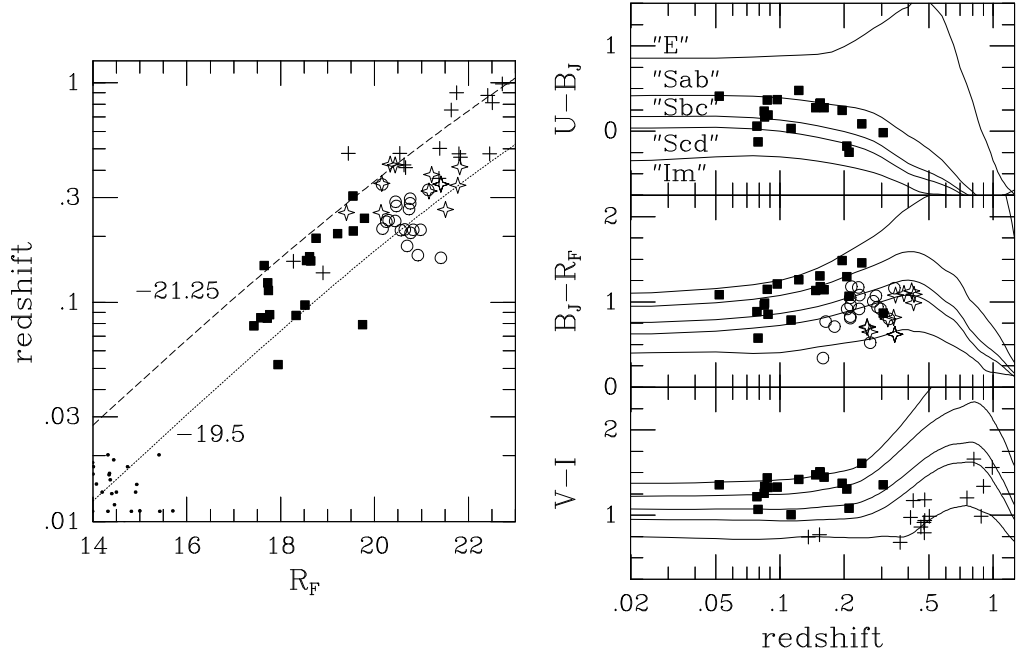 1
.3
.1
.03
.01
redshift
−21.25
−19.5
14
16
18
20
22
R_F
1
0
U−B_J
"E"
"Sab"
"Sbc"
"Scd"
"Im"
2
1
0
B_J−R_F
2
1
V−I
.02
.05
.1
.2
.5
1
redshift